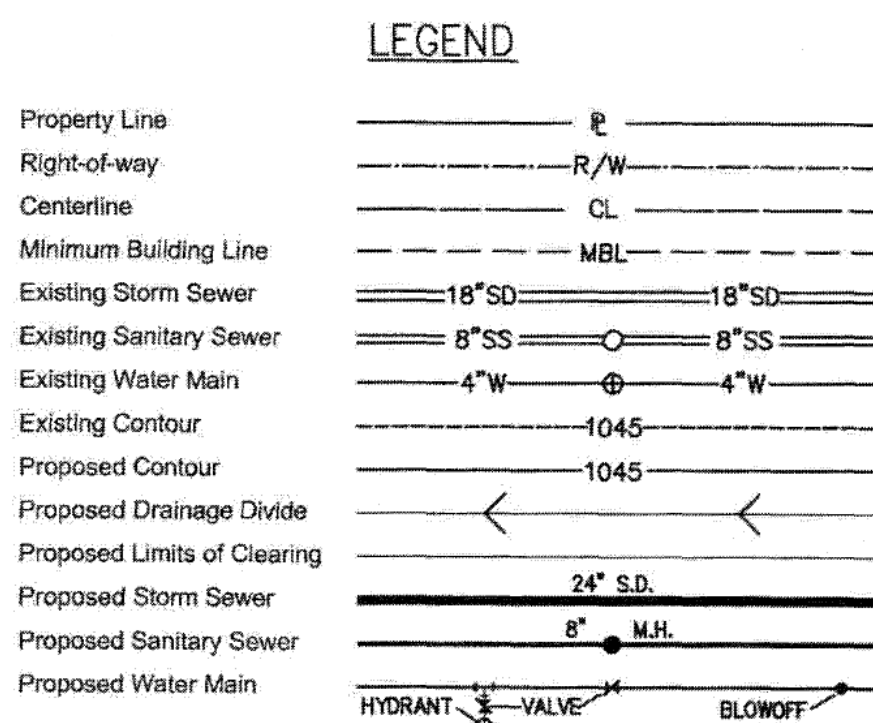 LEGEND
Property Line ℄ PL
Right-of-way R/W
Centerline CL
Minimum Building Line MBL
Existing Storm Sewer 18"SD 18"SD
Existing Sanitary Sewer 8"SS 8"SS
Existing Water Main 4"W 4"W
Existing Contour 1045
Proposed Contour 1045
Proposed Drainage Divide
Proposed Limits of Clearing
Proposed Storm Sewer 24" S.D.
Proposed Sanitary Sewer 8" M.H.
Proposed Water Main
HYDRANT VALVE BLOWOFF